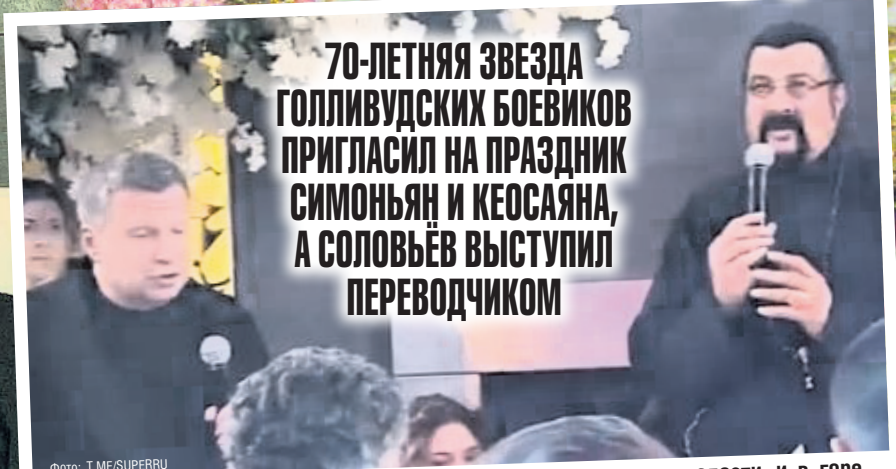 70-ЛЕТНЯЯ ЗВЕЗДА
ГОЛЛИВУДСКИХ БОЕВИКОВ
ПРИГЛАСИЛ НА ПРАЗДНИК
СИМОНЬЯН И КЕОСАЯНА,
А СОЛОВЬЁВ ВЫСТУПИЛ
ПЕРЕВОДЧИКОМ
Фото: T.ME/SUPERRU